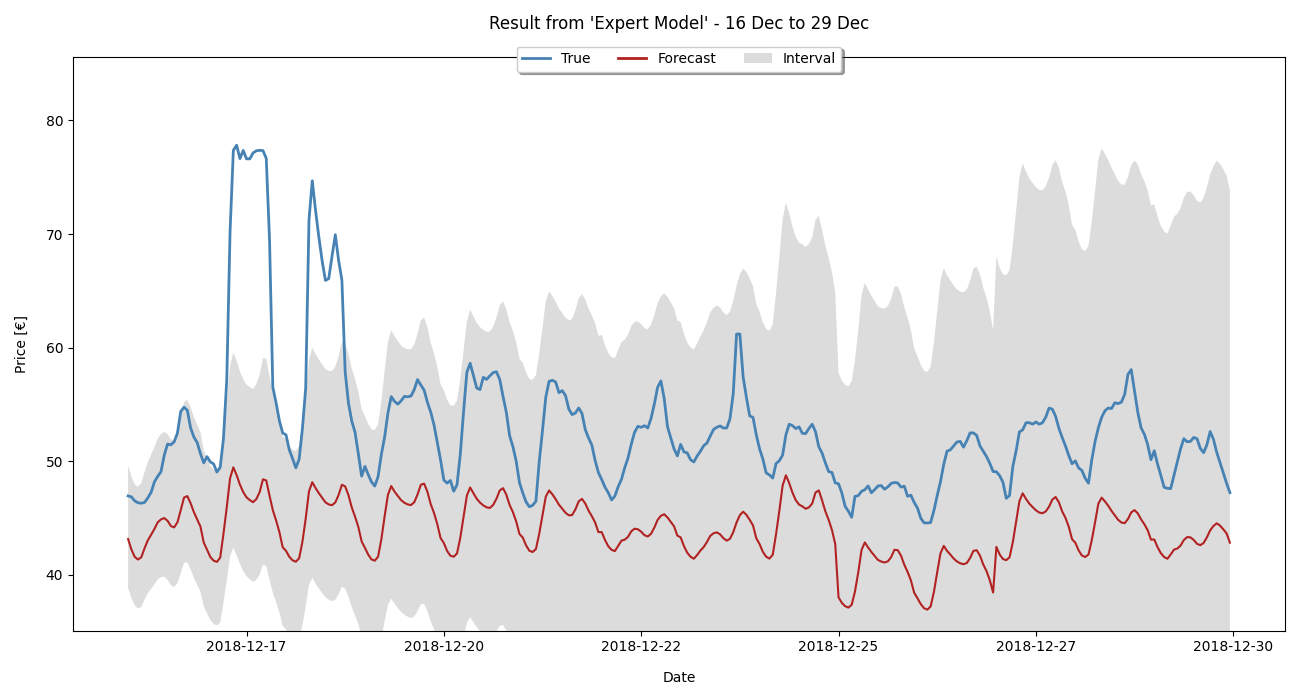 Result from 'Expert Model' - 16 Dec to 29 Dec
True Forecast Interval
80
70
60
50
40
Price [€]
2018-12-17 2018-12-20 2018-12-22 2018-12-25 2018-12-27 2018-12-30
Date